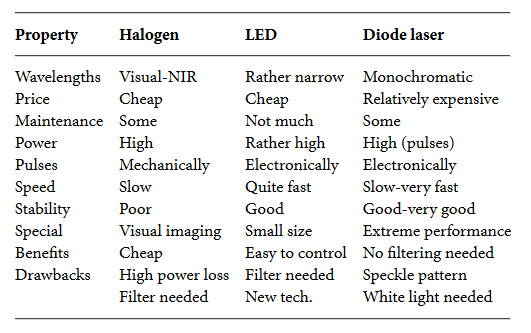 Property Halogen LED Diode laser
Wavelengths Visual-NIR Rather narrow Monochromatic
Price Cheap Cheap Relatively expensive
Maintenance Some Not much Some
Power High Rather high High (pulses)
Pulses Mechanically Electronically Electronically
Speed Slow Quite fast Slow-very fast
Stability Poor Good Good-very good
Special Visual imaging Small size Extreme performance
Benefits Cheap Easy to control No filtering needed
Drawbacks High power loss Filter needed Speckle pattern
Filter needed New tech. White light needed